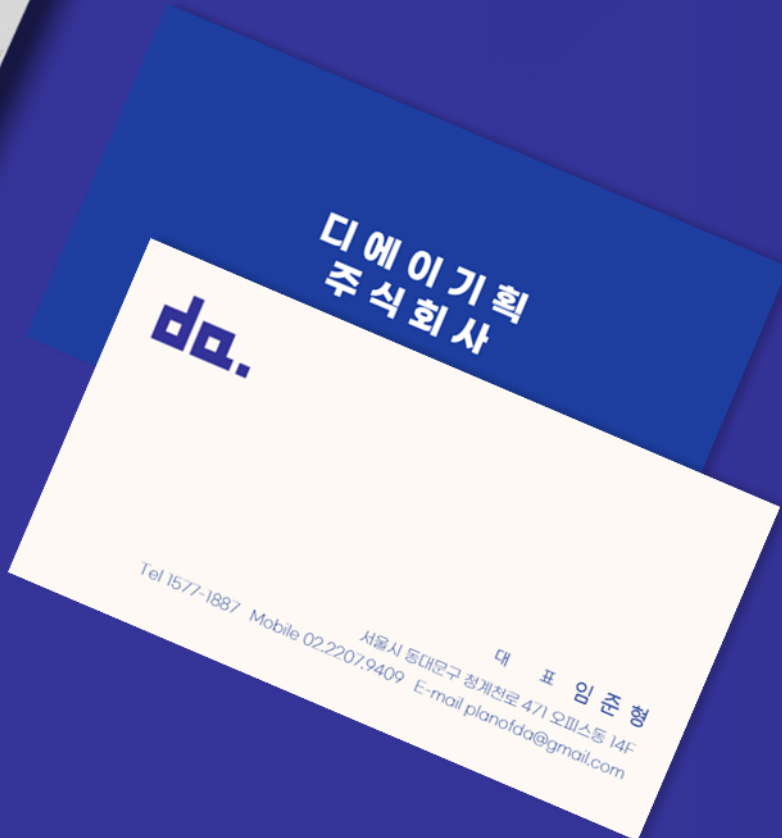 디에이기획
주식회사
da.
대 표 임준형
서울시 동대문구 청계천로 471 오피스동 14F
Tel 1577-1887 Mobile 02.2207.9409 E-mail planofda@gmail.com